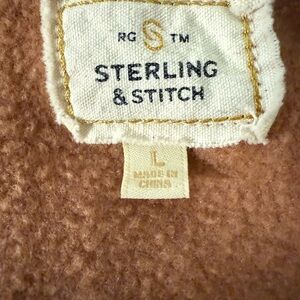 RG S TM
STERLING
& STITCH
L
MADE IN
CHINA